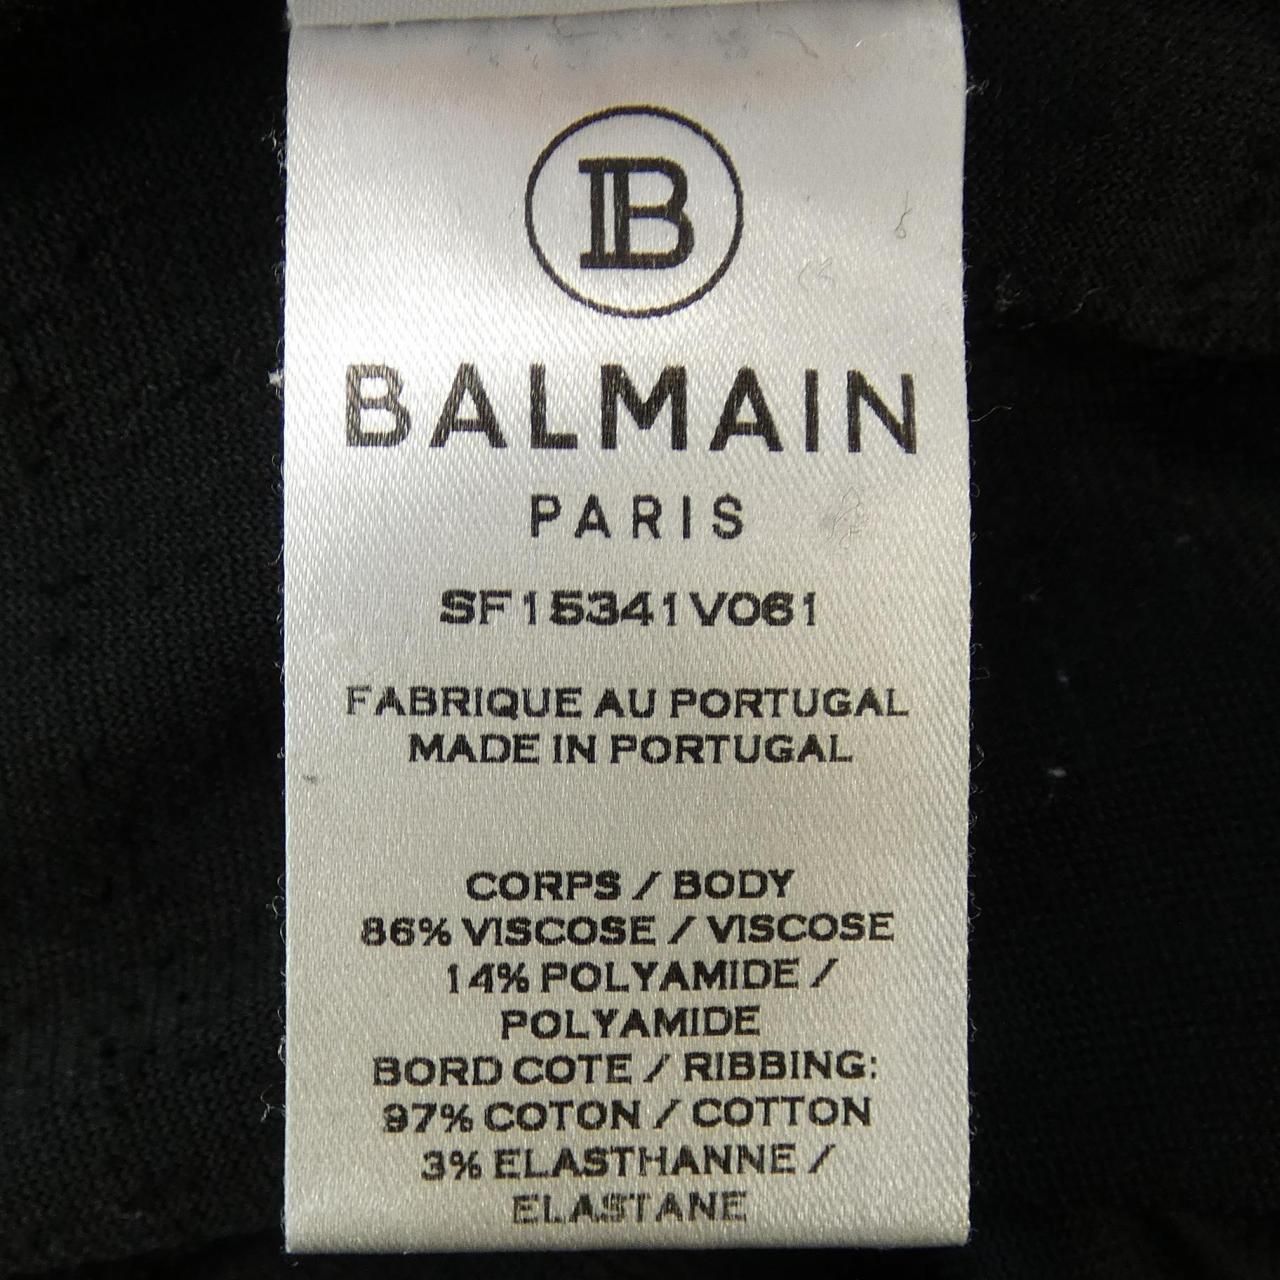 B
BALMAIN
PARIS
SF15341V061
FABRIQUE AU PORTUGAL
MADE IN PORTUGAL
CORPS / BODY
86% VISCOSE / VISCOSE
14% POLYAMIDE /
POLYAMIDE
BORD COTE / RIBBING:
97% COTON / COTTON
3% ELASTHANNE /
ELASTANE